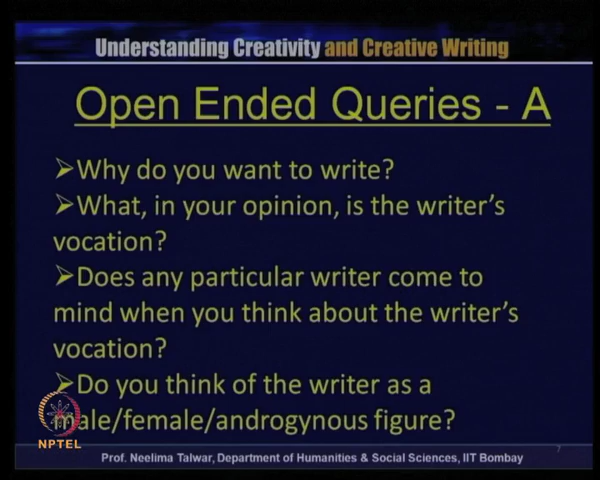 Understanding Creativity and Creative Writing
Open Ended Queries - A
➢Why do you want to write?
➢What, in your opinion, is the writer's
vocation?
➢Does any particular writer come to
mind when you think about the writer's
vocation?
➢Do you think of the writer as a
male/female/androgynous figure?
NPTEL
7
Prof. Neelima Talwar, Department of Humanities & Social Sciences, IIT Bombay